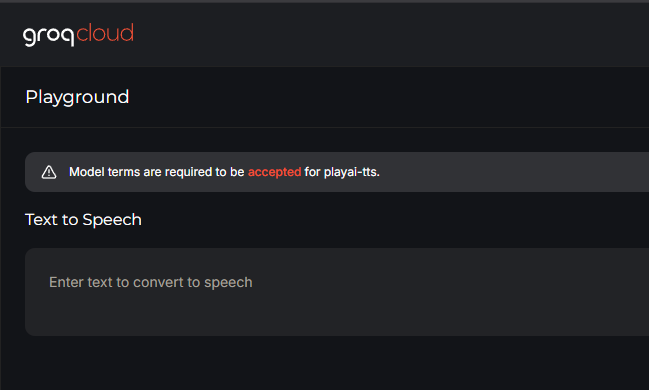 groqcloud
Playground
Model terms are required to be accepted for playai-tts.
Text to Speech
Enter text to convert to speech